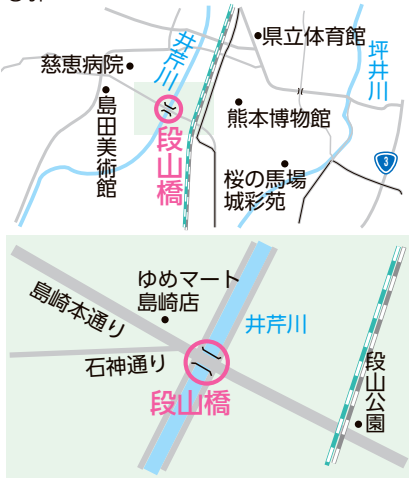 井芹川
県立体育館
坪井川
慈恵病院
島田美術館
熊本博物館
段山橋
桜の馬場
城彩苑
3
ゆめマート
島崎店
島崎本通り
井芹川
石神通り
段山橋
段山公園